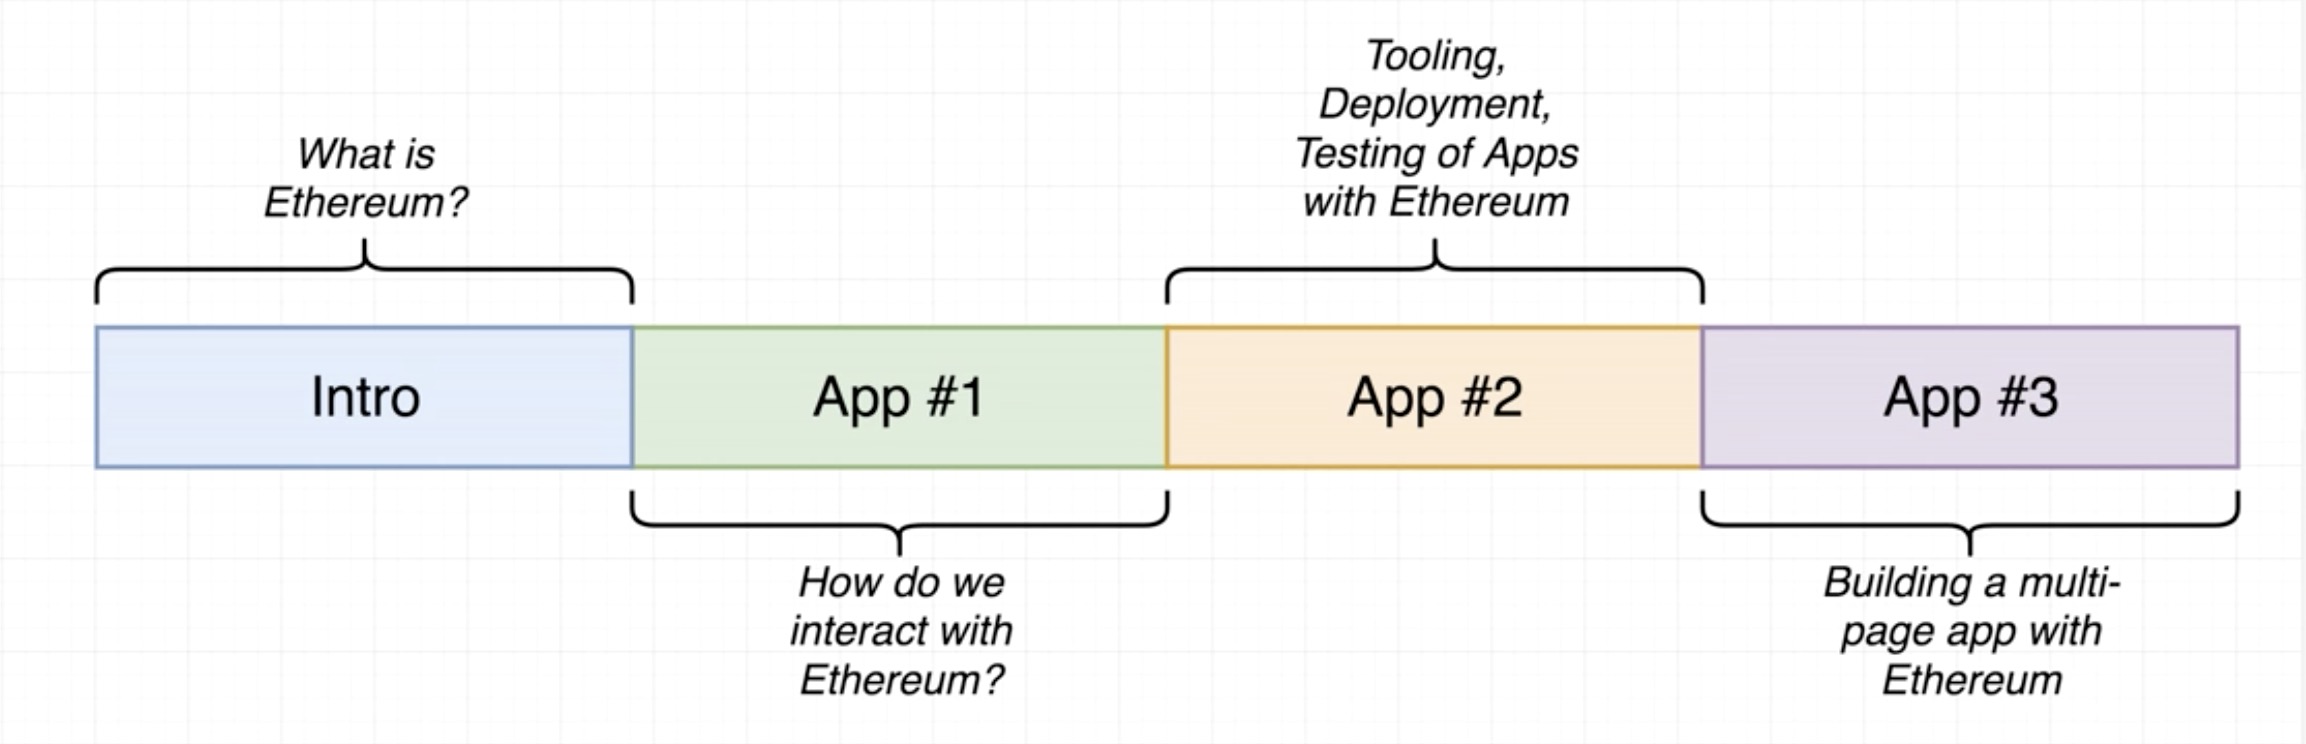 What is
Ethereum?
Tooling,
Deployment,
Testing of Apps
with Ethereum
Intro
App #1
App #2
App #3
How do we
interact with
Ethereum?
Building a multi-
page app with
Ethereum